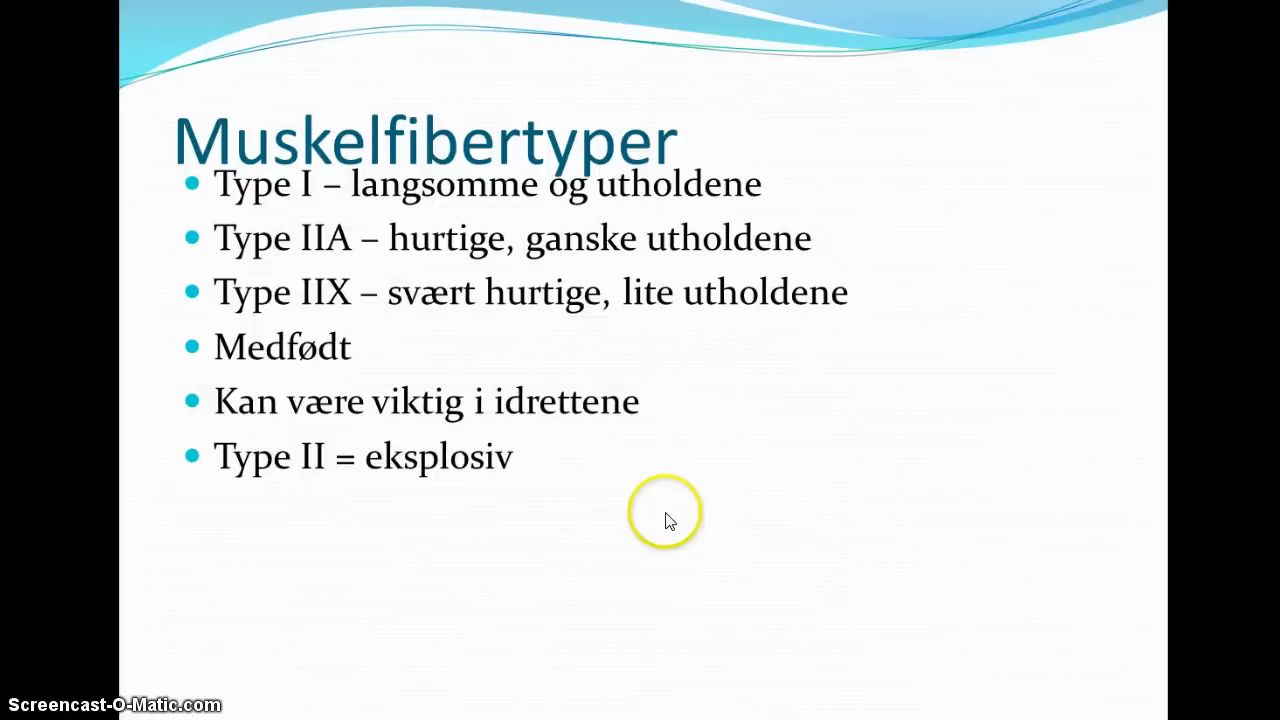 Muskelfibertyper
Type I – langsomme og utholdene
Type IIA – hurtige, ganske utholdene
Type IIX – svært hurtige, lite utholdene
Medfødt
Kan være viktig i idrettene
Type II = eksplosiv
Screencast-O-Matic.com